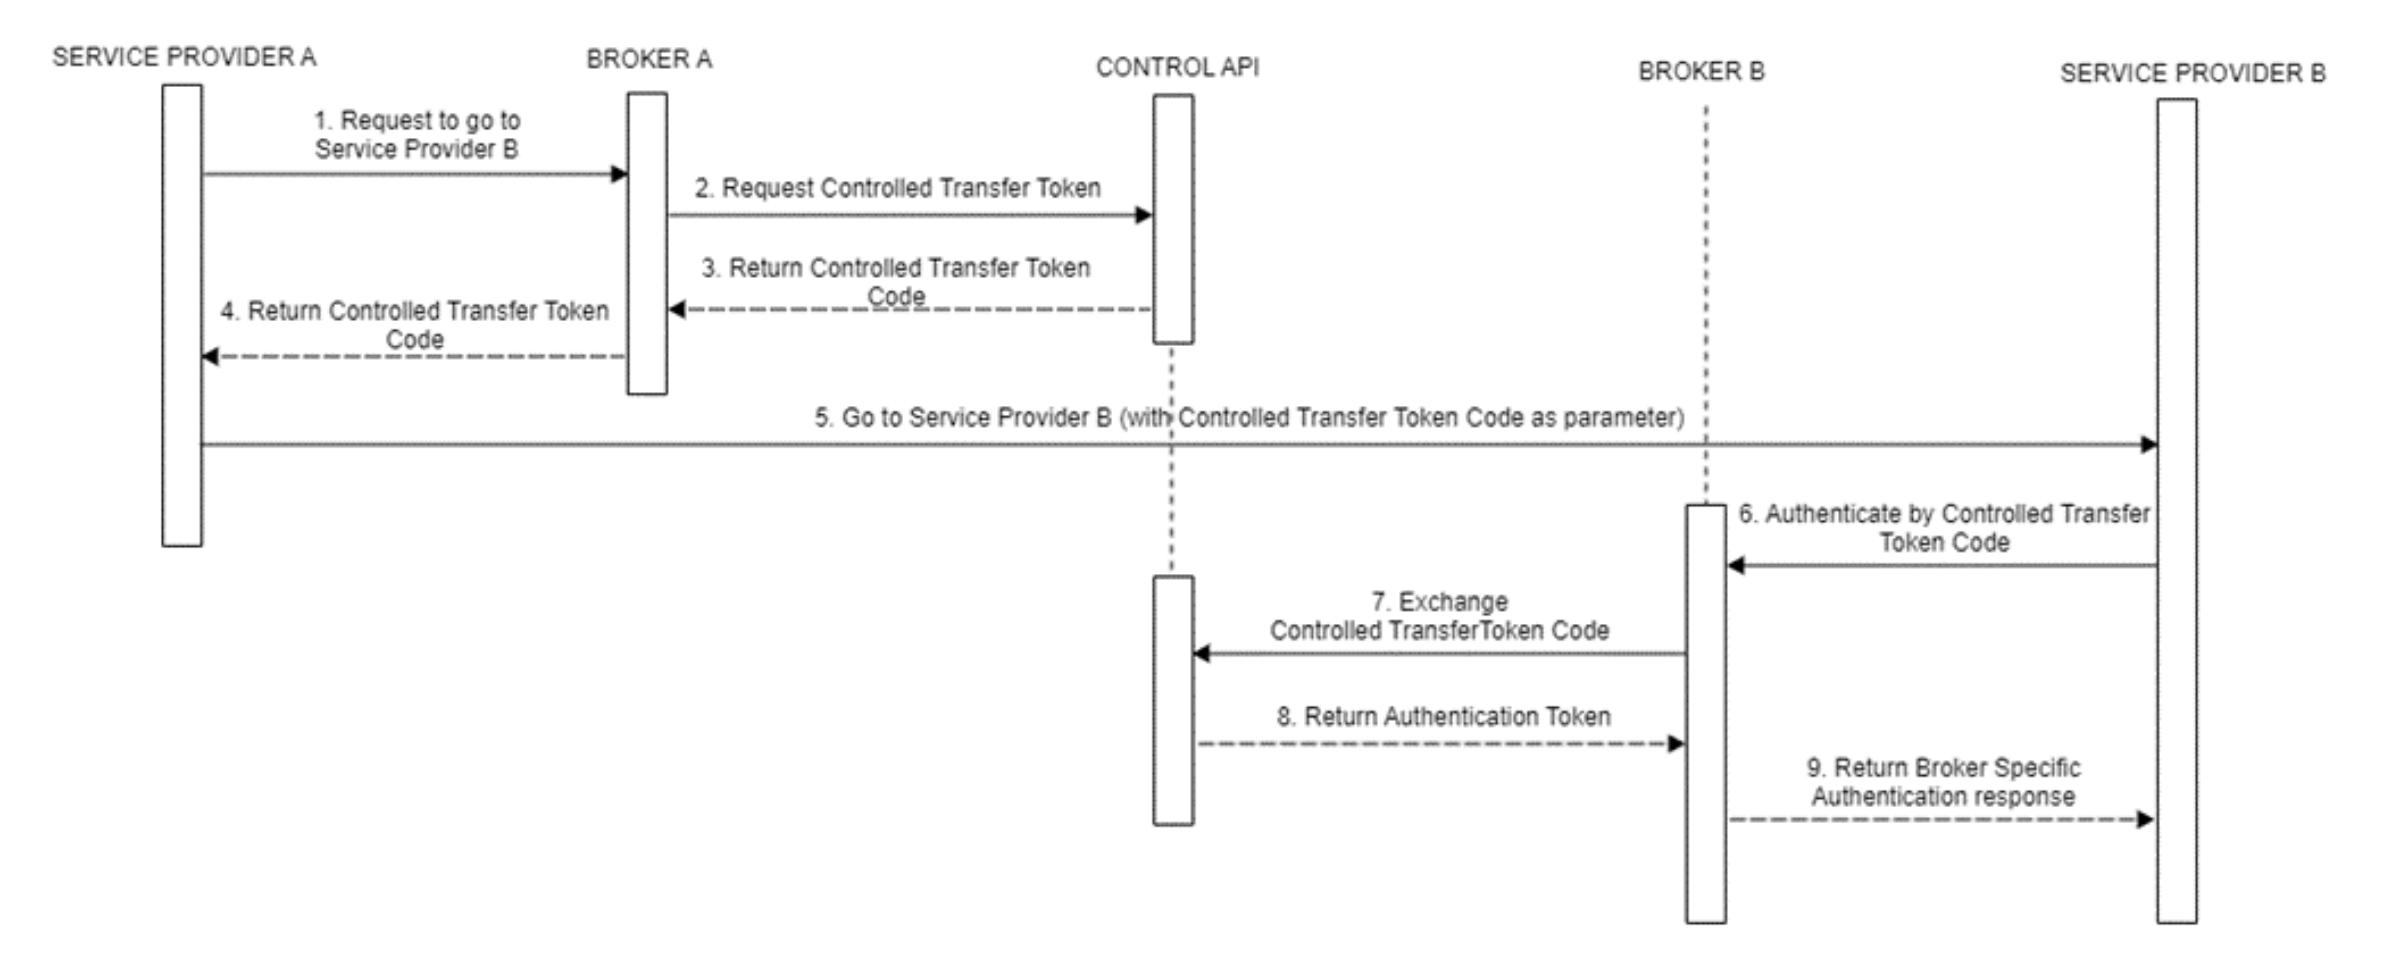 SERVICE PROVIDER A
BROKER A
CONTROL API
BROKER B
SERVICE PROVIDER B
1. Request to go to
Service Provider B
2. Request Controlled Transfer Token
3. Return Controlled Transfer Token
Code
4. Return Controlled Transfer Token
Code
5. Go to Service Provider B (with Controlled Transfer Token Code as parameter)
6. Authenticate by Controlled Transfer
Token Code
7. Exchange
Controlled TransferToken Code
8. Return Authentication Token
9. Return Broker Specific
Authentication response